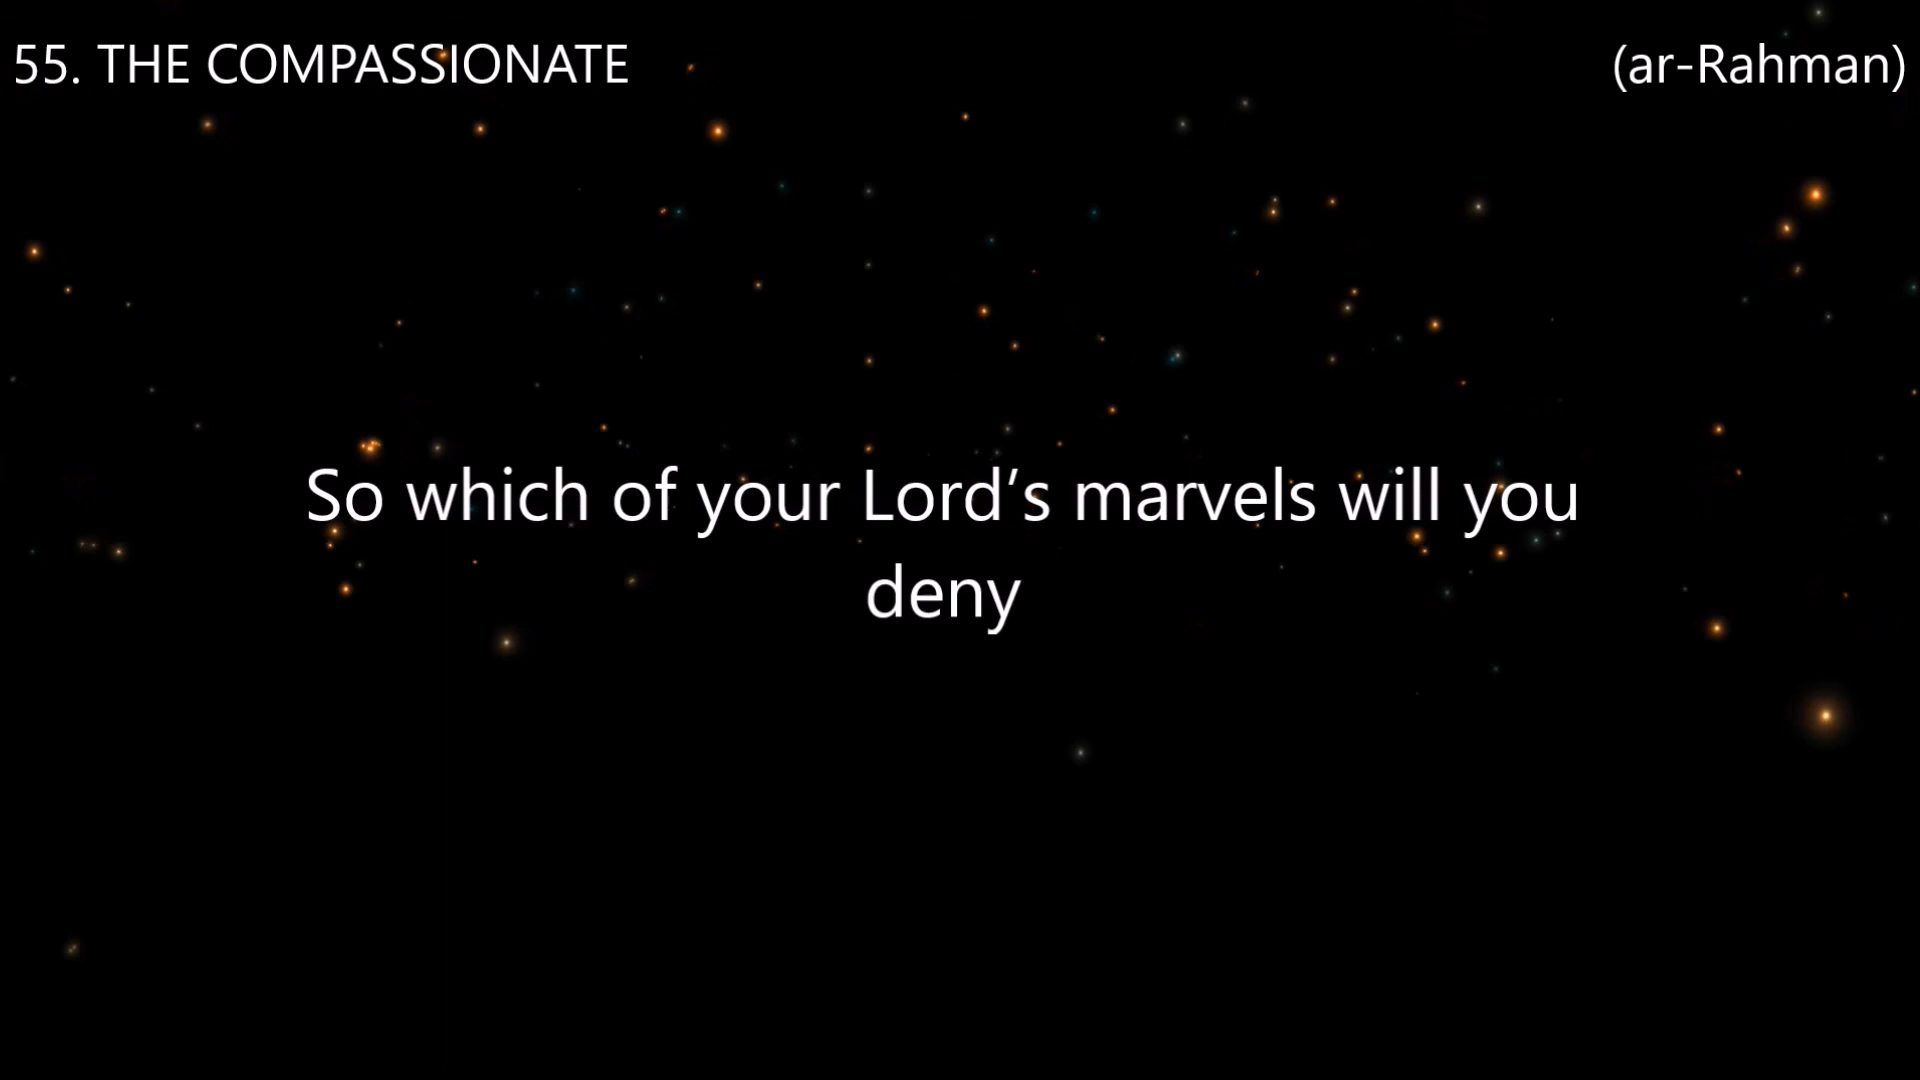 55. THE COMPASSIONATE (ar-Rahman)
So which of your Lord’s marvels will you
deny